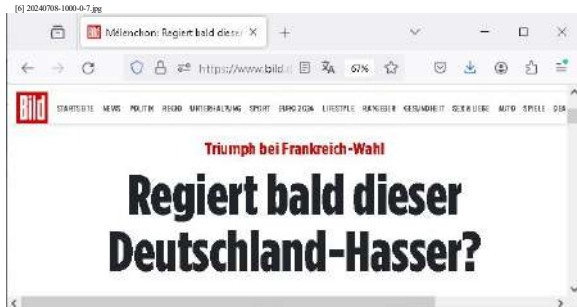 [6] 20240708-1000-0-7.jpg
Mélenchon: Regiert bald dieser
https://www.bild.d
67%
Bild
STARTSEITE NEWS POLITIK REGIO UNTERHALTUNG SPORT EURO 2024 LIFESTYLE RATGEBER GESUNDHEIT SEX & LIEBE AUTO SPIELE
Triumph bei Frankreich-Wahl
Regiert bald dieser
Deutschland-Hasser?